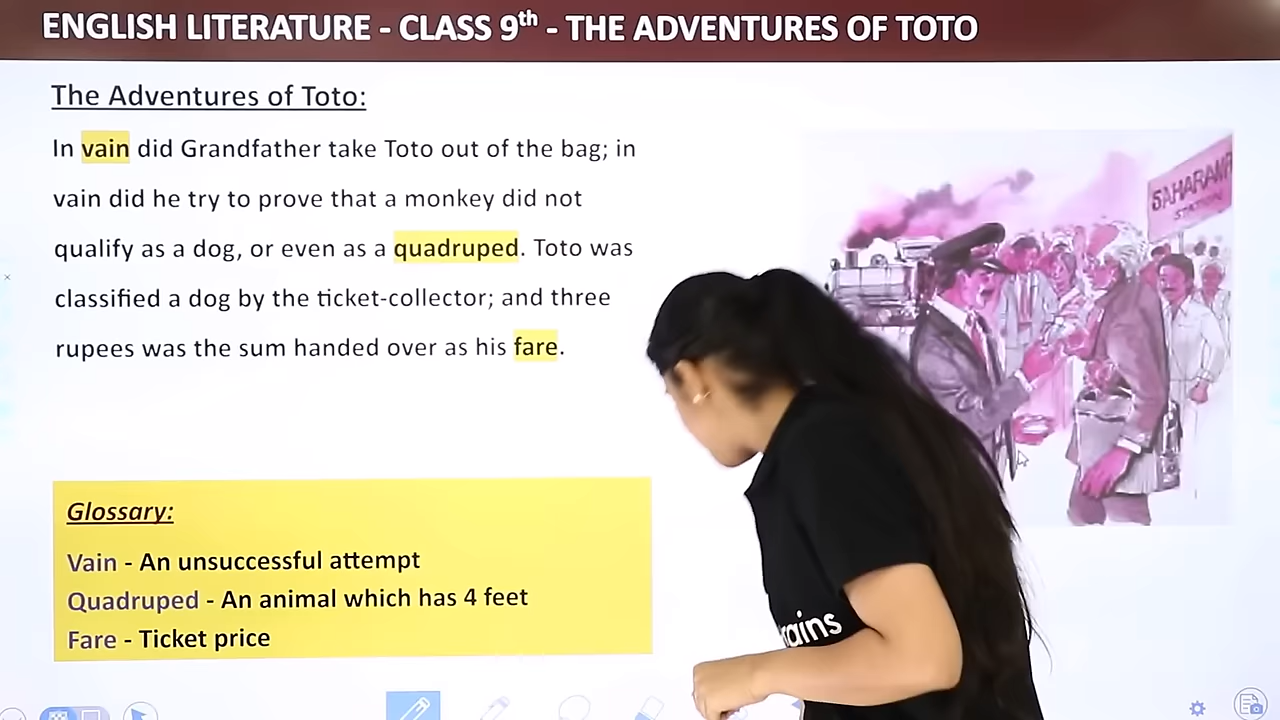 ENGLISH LITERATURE - CLASS 9th - THE ADVENTURES OF TOTO
The Adventures of Toto:
In vain did Grandfather take Toto out of the bag; in
vain did he try to prove that a monkey did not
qualify as a dog, or even as a quadruped. Toto was
classified a dog by the ticket-collector; and three
rupees was the sum handed over as his fare.
Glossary:
Vain - An unsuccessful attempt
Quadruped - An animal which has 4 feet
Fare - Ticket price